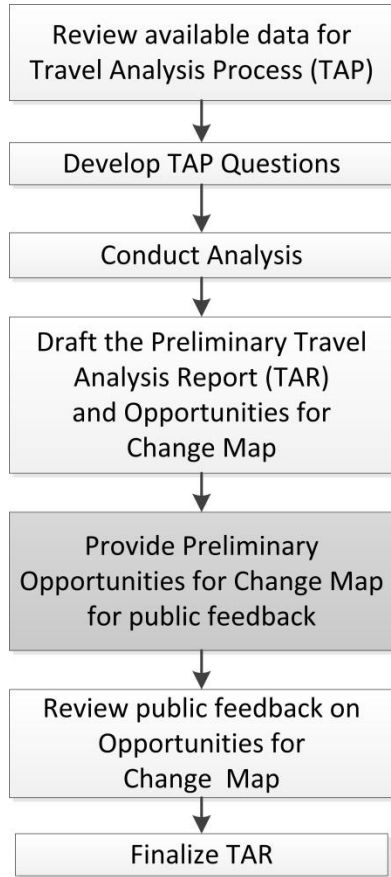 Review available data for
Travel Analysis Process (TAP)
Develop TAP Questions
Conduct Analysis
Draft the Preliminary Travel
Analysis Report (TAR)
and Opportunities for
Change Map
Provide Preliminary
Opportunities for Change Map
for public feedback
Review public feedback on
Opportunities for
Change Map
Finalize TAR